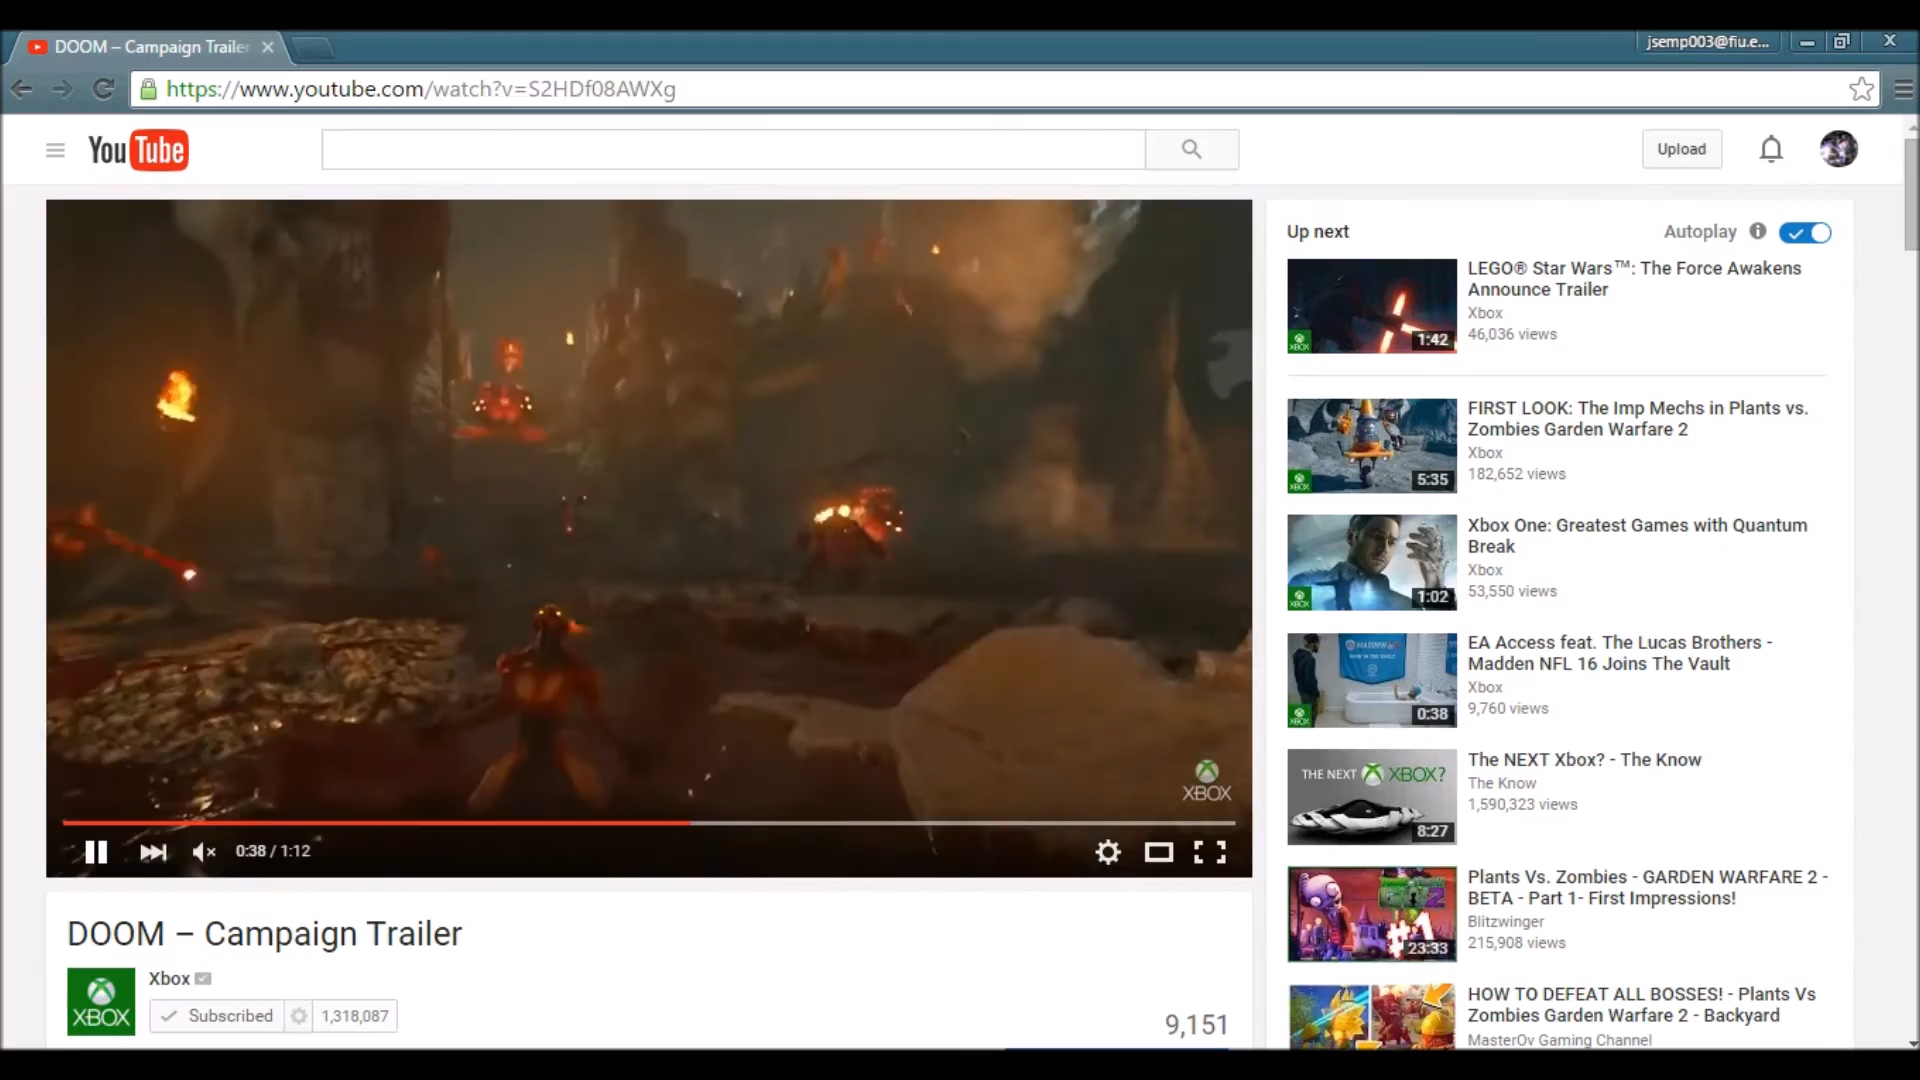 DOOM – Campaign Trailer
jsemp003@fiu.e...
https://www.youtube.com/watch?v=S2HDf08AWXg
YouTube
Upload
XBOX
0:38 / 1:12
DOOM – Campaign Trailer
XBOX
Xbox
Subscribed
1,318,087
9,151
Up next
Autoplay
LEGO® Star Wars™: The Force Awakens
Announce Trailer
Xbox
46,036 views
XBOX
1:42
FIRST LOOK: The Imp Mechs in Plants vs.
Zombies Garden Warfare 2
Xbox
182,652 views
XBOX
5:35
Xbox One: Greatest Games with Quantum
Break
Xbox
53,550 views
XBOX
1:02
EA Access feat. The Lucas Brothers -
Madden NFL 16 Joins The Vault
Xbox
9,760 views
XBOX
0:38
The NEXT Xbox? - The Know
The Know
1,590,323 views
THE NEXT XBOX?
8:27
Plants Vs. Zombies - GARDEN WARFARE 2 -
BETA - Part 1- First Impressions!
Blitzwinger
215,908 views
#1
23:33
HOW TO DEFEAT ALL BOSSES! - Plants Vs
Zombies Garden Warfare 2 - Backyard
MasterOv Gaming Channel